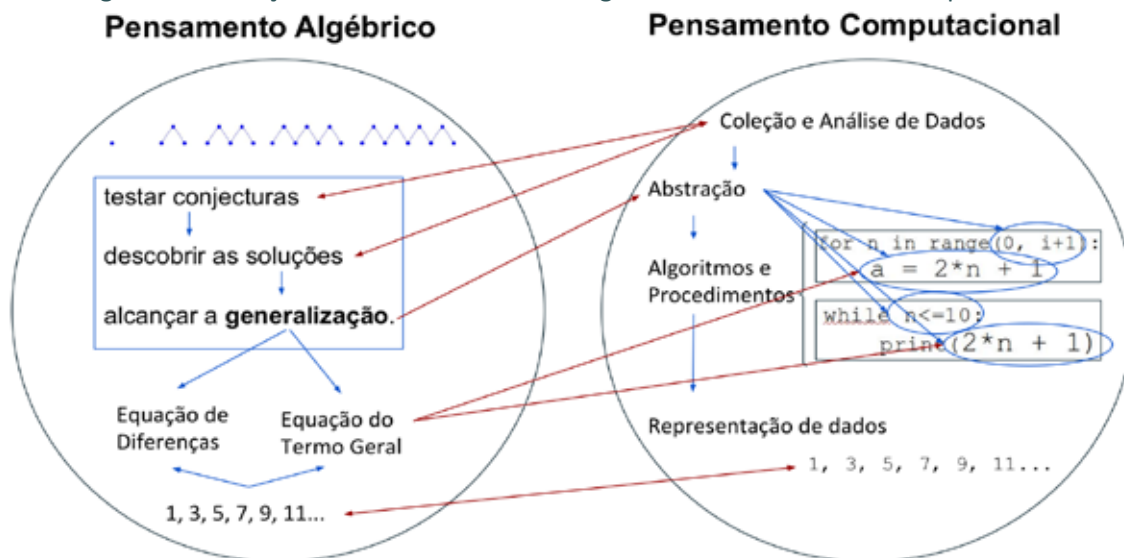 Pensamento Algébrico
testar conjecturas
descobrir as soluções
alcançar a generalização.
Equação de
Diferenças
Equação do
Termo Geral
1, 3, 5, 7, 9, 11...
Pensamento Computacional
Coleção e Análise de Dados
Abstração
Algoritmos e
Procedimentos
for n in range(0, i+1):
a = 2*n + 1
while n<=10:
print(2*n + 1)
Representação de dados
1, 3, 5, 7, 9, 11...